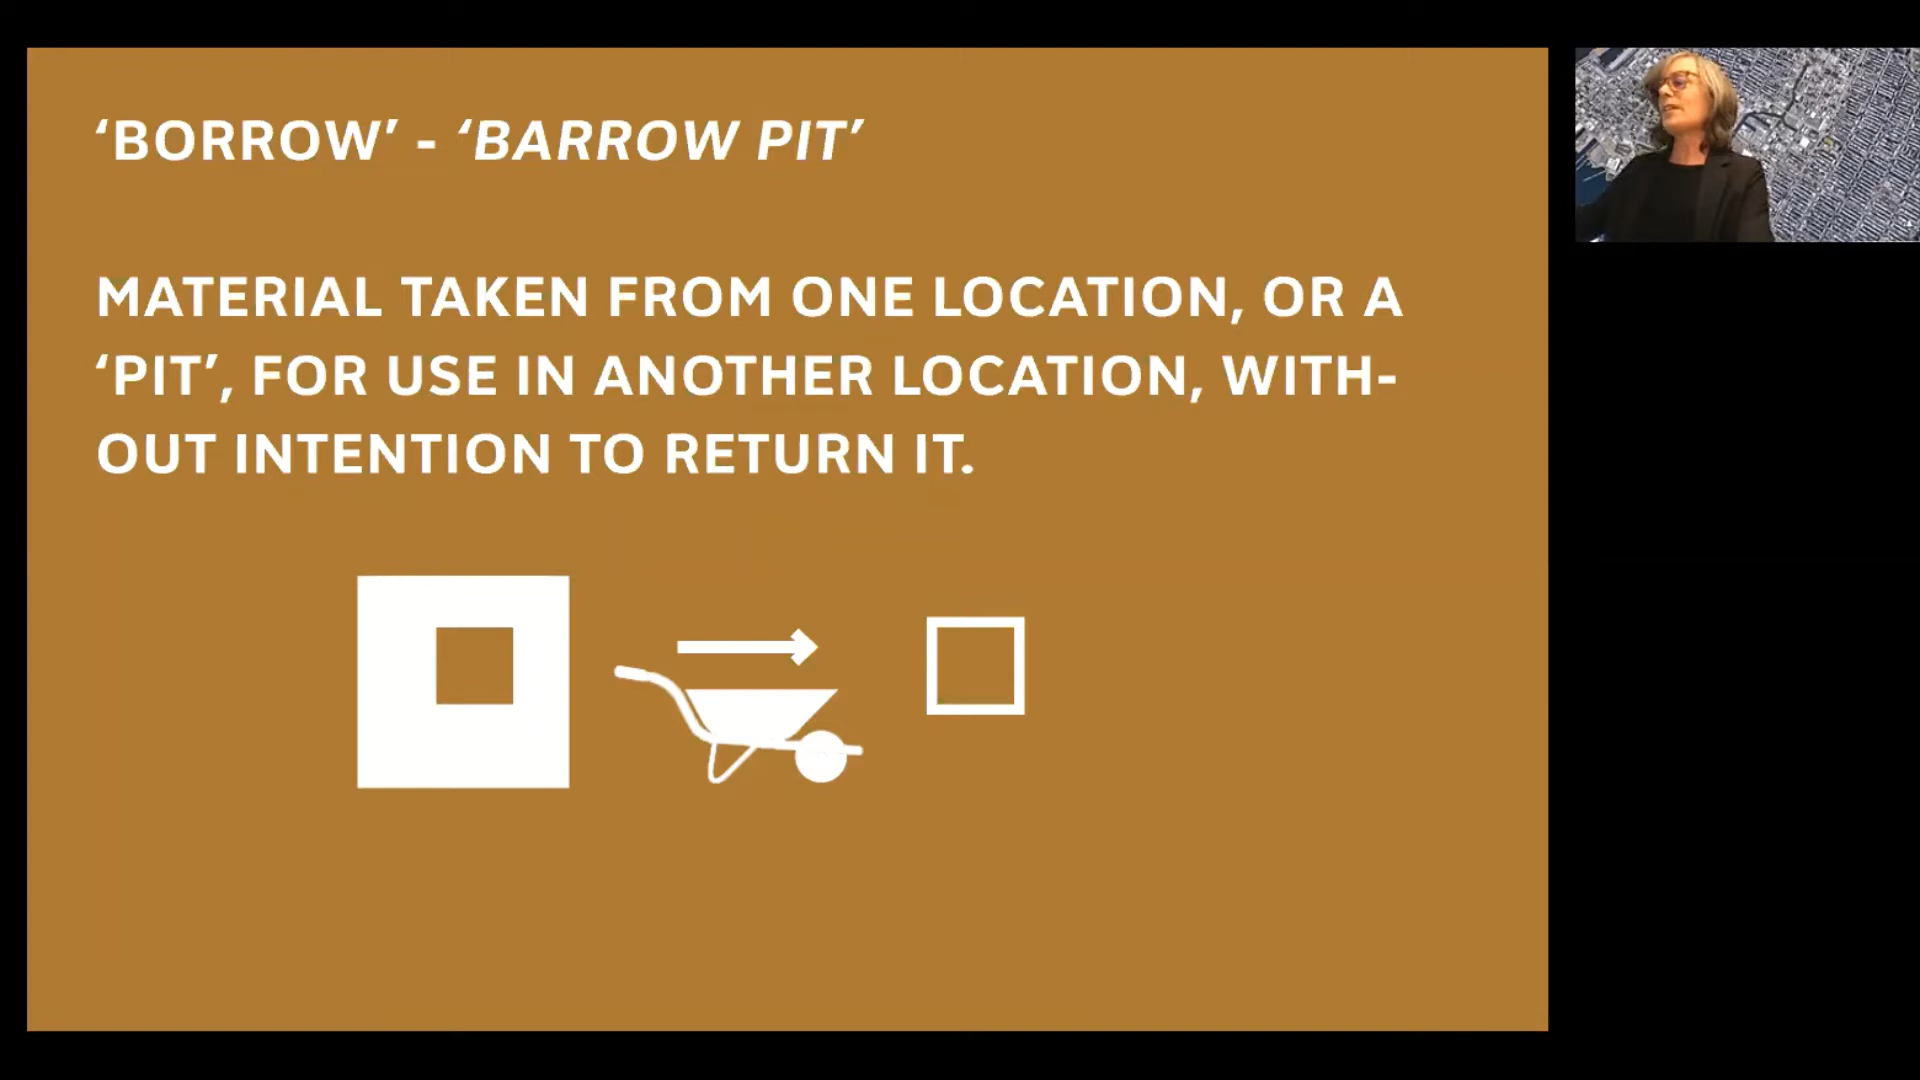 ‘BORROW’ - ‘BARROW PIT’
MATERIAL TAKEN FROM ONE LOCATION, OR A
‘PIT’, FOR USE IN ANOTHER LOCATION, WITH-
OUT INTENTION TO RETURN IT.